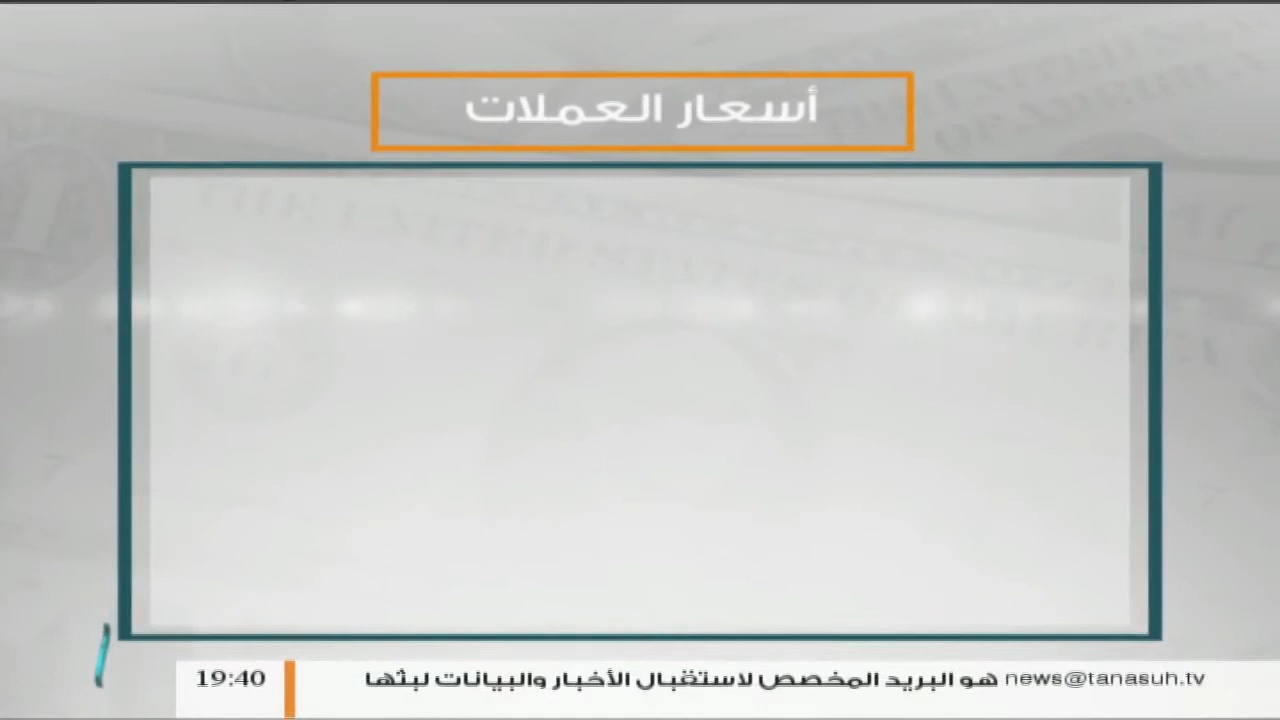 أسعار العملات
news@tanasuh.tv هو البريد المخصص لاستقبال الأخبار والبيانات لبثها
19:40